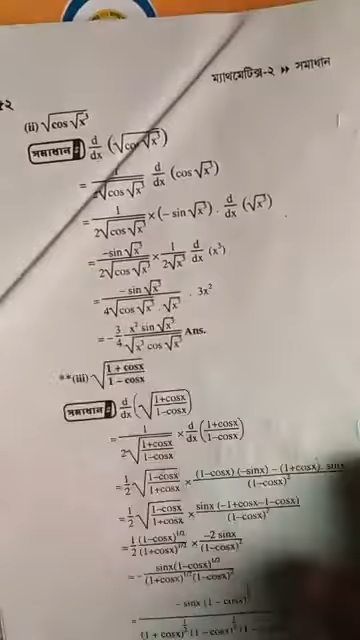 ম্যাথমেটিক্স-২ ▸▸ সমাধান
৫২
(ii) √(cos √(x³))
সমাধান d/dx (√(cos √(x³)))
= 1/(2√(cos √(x³))) d/dx (cos √(x³))
= 1/(2√(cos √(x³))) × (− sin √(x³)) · d/dx (√(x³))
= (−sin √(x³))/(2√(cos √(x³))) × 1/(2√(x³)) d/dx (x³)
= (− sin √(x³))/(4√(cos √(x³)) · √(x³)) · 3x²
= −3/4 (x² sin √(x³))/(√(x³) cos √(x³)) Ans.
**(iii) √((1 + cosx)/(1 − cosx))
সমাধান d/dx (√((1+cosx)/(1−cosx)))
= 1/(2√((1+cosx)/(1−cosx))) × d/dx ((1+cosx)/(1−cosx))
= 1/2 √((1−cosx)/(1+cosx)) × ((1−cosx) (−sinx) − (1+cosx). sinx)/(1−cosx)²
= 1/2 √((1−cosx)/(1+cosx)) × (sinx (−1+cosx−1−cosx))/(1−cosx)²
= 1/2 (1−cosx)^(1/2)/(1+cosx)^(1/2) × (−2 sinx)/(1−cosx)²
= − (sinx(1−cosx)^(1/2))/((1+cosx)^(1/2)(1−cosx)²)